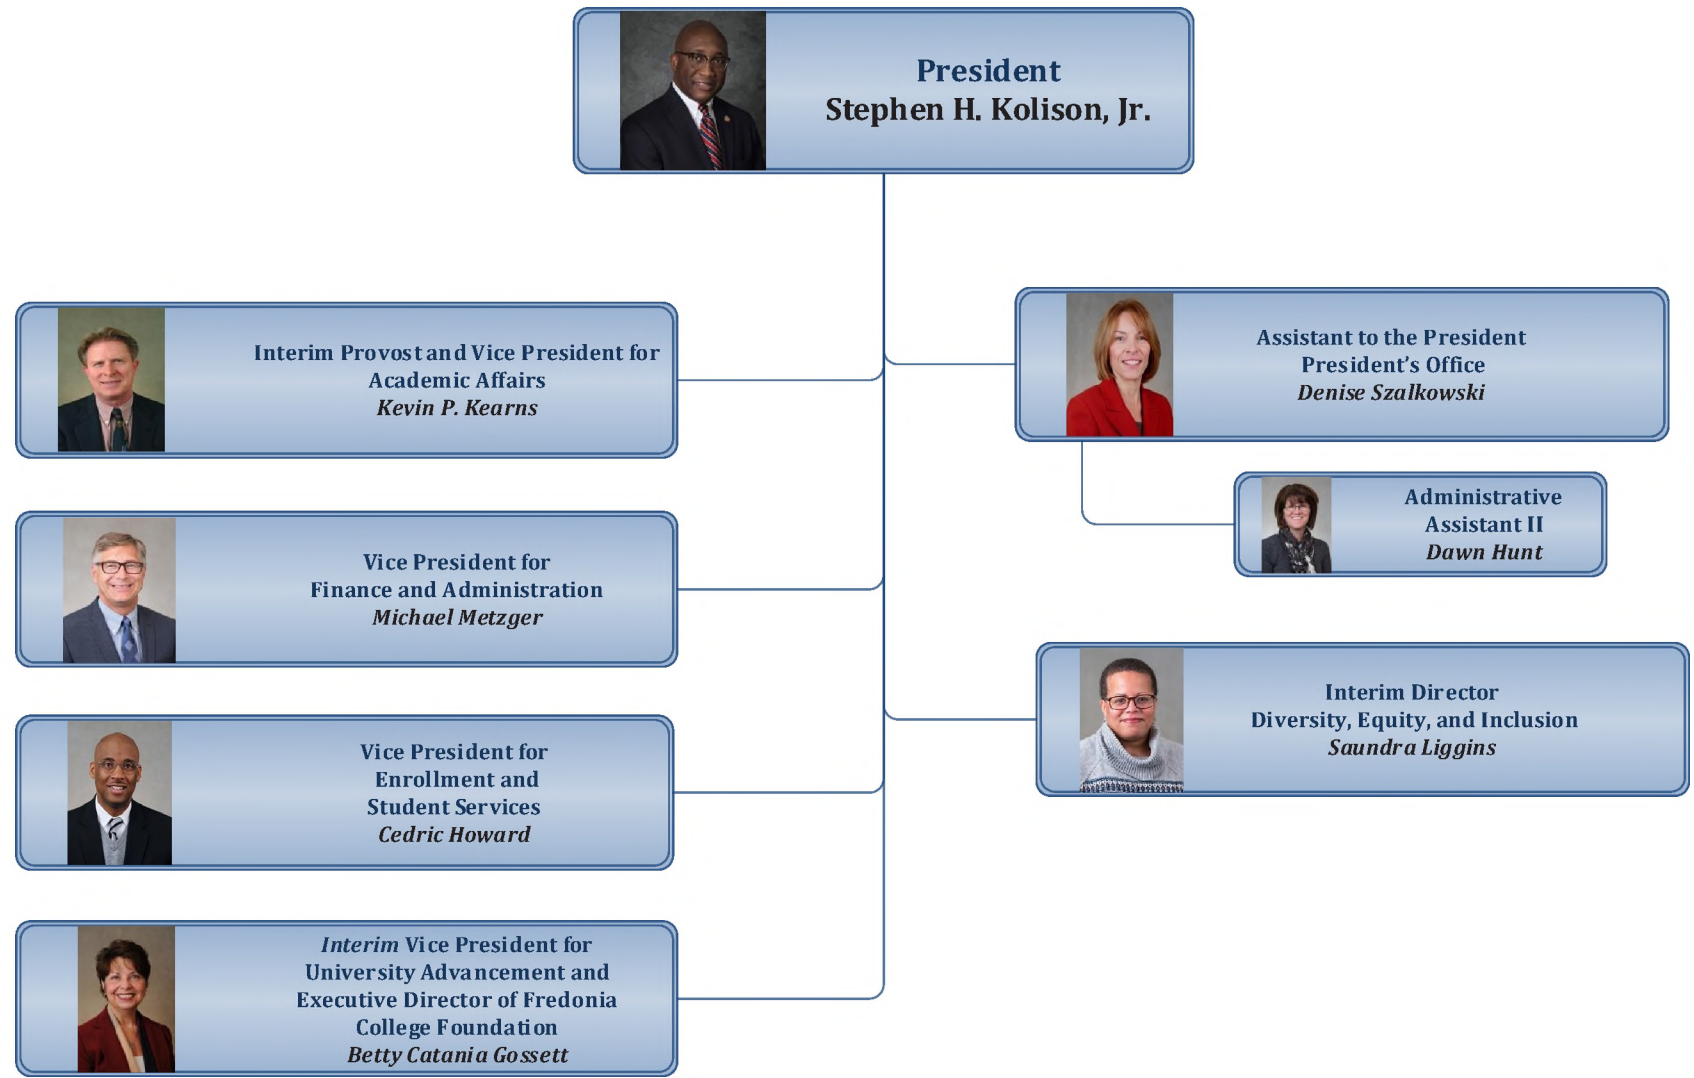 President
Stephen H. Kolison, Jr.
Interim Provost and Vice President for
Academic Affairs
Kevin P. Kearns
Assistant to the President
President’s Office
Denise Szalkowski
Administrative
Assistant II
Dawn Hunt
Vice President for
Finance and Administration
Michael Metzger
Interim Director
Diversity, Equity, and Inclusion
Saundra Liggins
Vice President for
Enrollment and
Student Services
Cedric Howard
Interim Vice President for
University Advancement and
Executive Director of Fredonia
College Foundation
Betty Catania Gossett